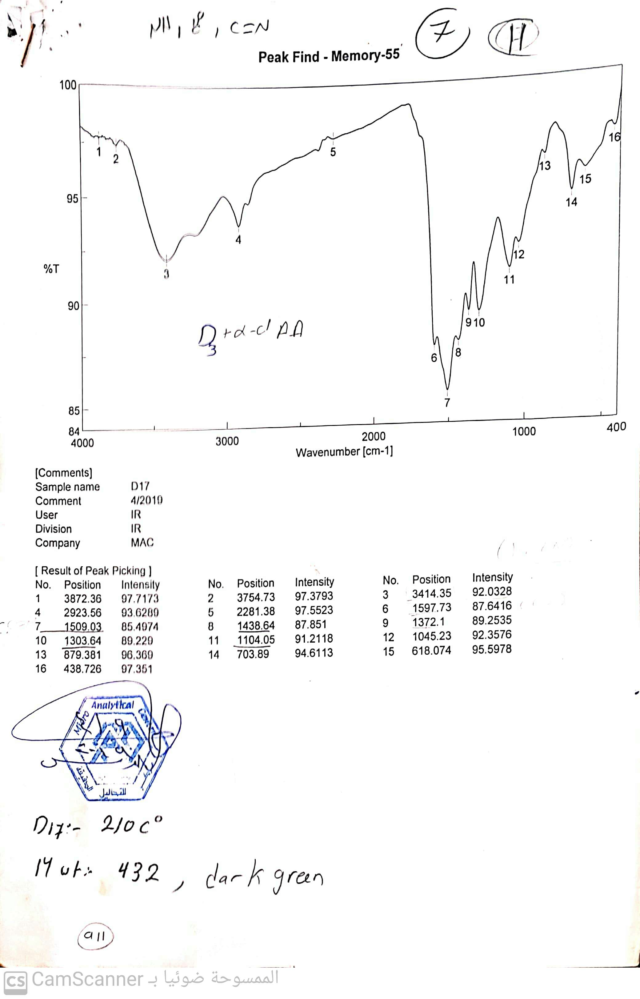 NH, C=N
7 H
Peak Find - Memory-55
100
95
90
85
84
%T
1
2
3
4
5
6
7
8
9 10
11
12
13
14
15
16
D3 + α-cl AA
4000 3000 2000 1000 400
Wavenumber [cm-1]
[Comments]
Sample name D17
Comment 4/2019
User IR
Division IR
Company MAC
[ Result of Peak Picking ]
No. Position Intensity No. Position Intensity No. Position Intensity
1 3872.36 97.7173 2 3754.73 97.3793 3 3414.35 92.0328
4 2923.56 93.6289 5 2281.38 97.5523 6 1597.73 87.6416
7 1509.03 85.4974 8 1438.64 87.851 9 1372.1 89.2535
10 1303.64 89.229 11 1104.05 91.2118 12 1045.23 92.3576
13 879.381 96.369 14 703.89 94.6113 15 618.074 95.5978
16 438.726 97.351
Micro Analytical
للتحاليل الدقيقة
D17:- 210 C°
M wt:- 432 , dark green
a11
CS CamScanner الممسوحة ضوئيا بـ